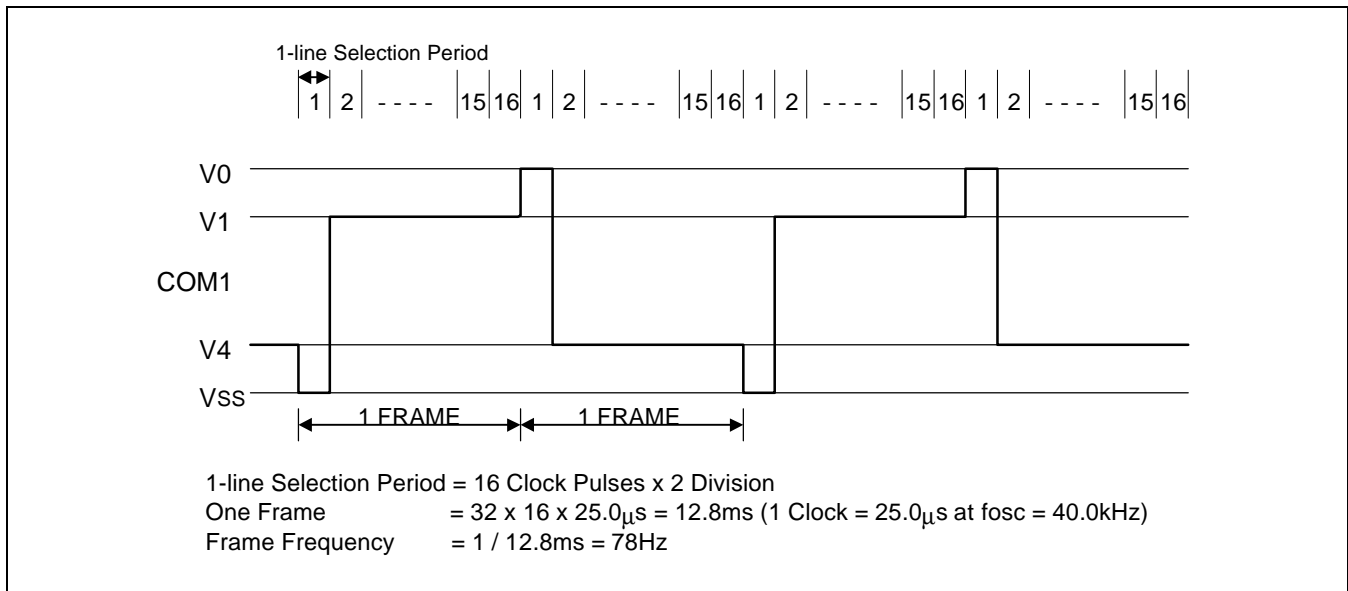 1-line Selection Period
1 2 - - - - 15 16 1 2 - - - - 15 16 1 2 - - - - 15 16 1 2 - - - - 15 16
V0
V1
COM1
V4
VSS
1 FRAME 1 FRAME
1-line Selection Period = 16 Clock Pulses x 2 Division
One Frame = 32 x 16 x 25.0μs = 12.8ms (1 Clock = 25.0μs at fosc = 40.0kHz)
Frame Frequency = 1 / 12.8ms = 78Hz